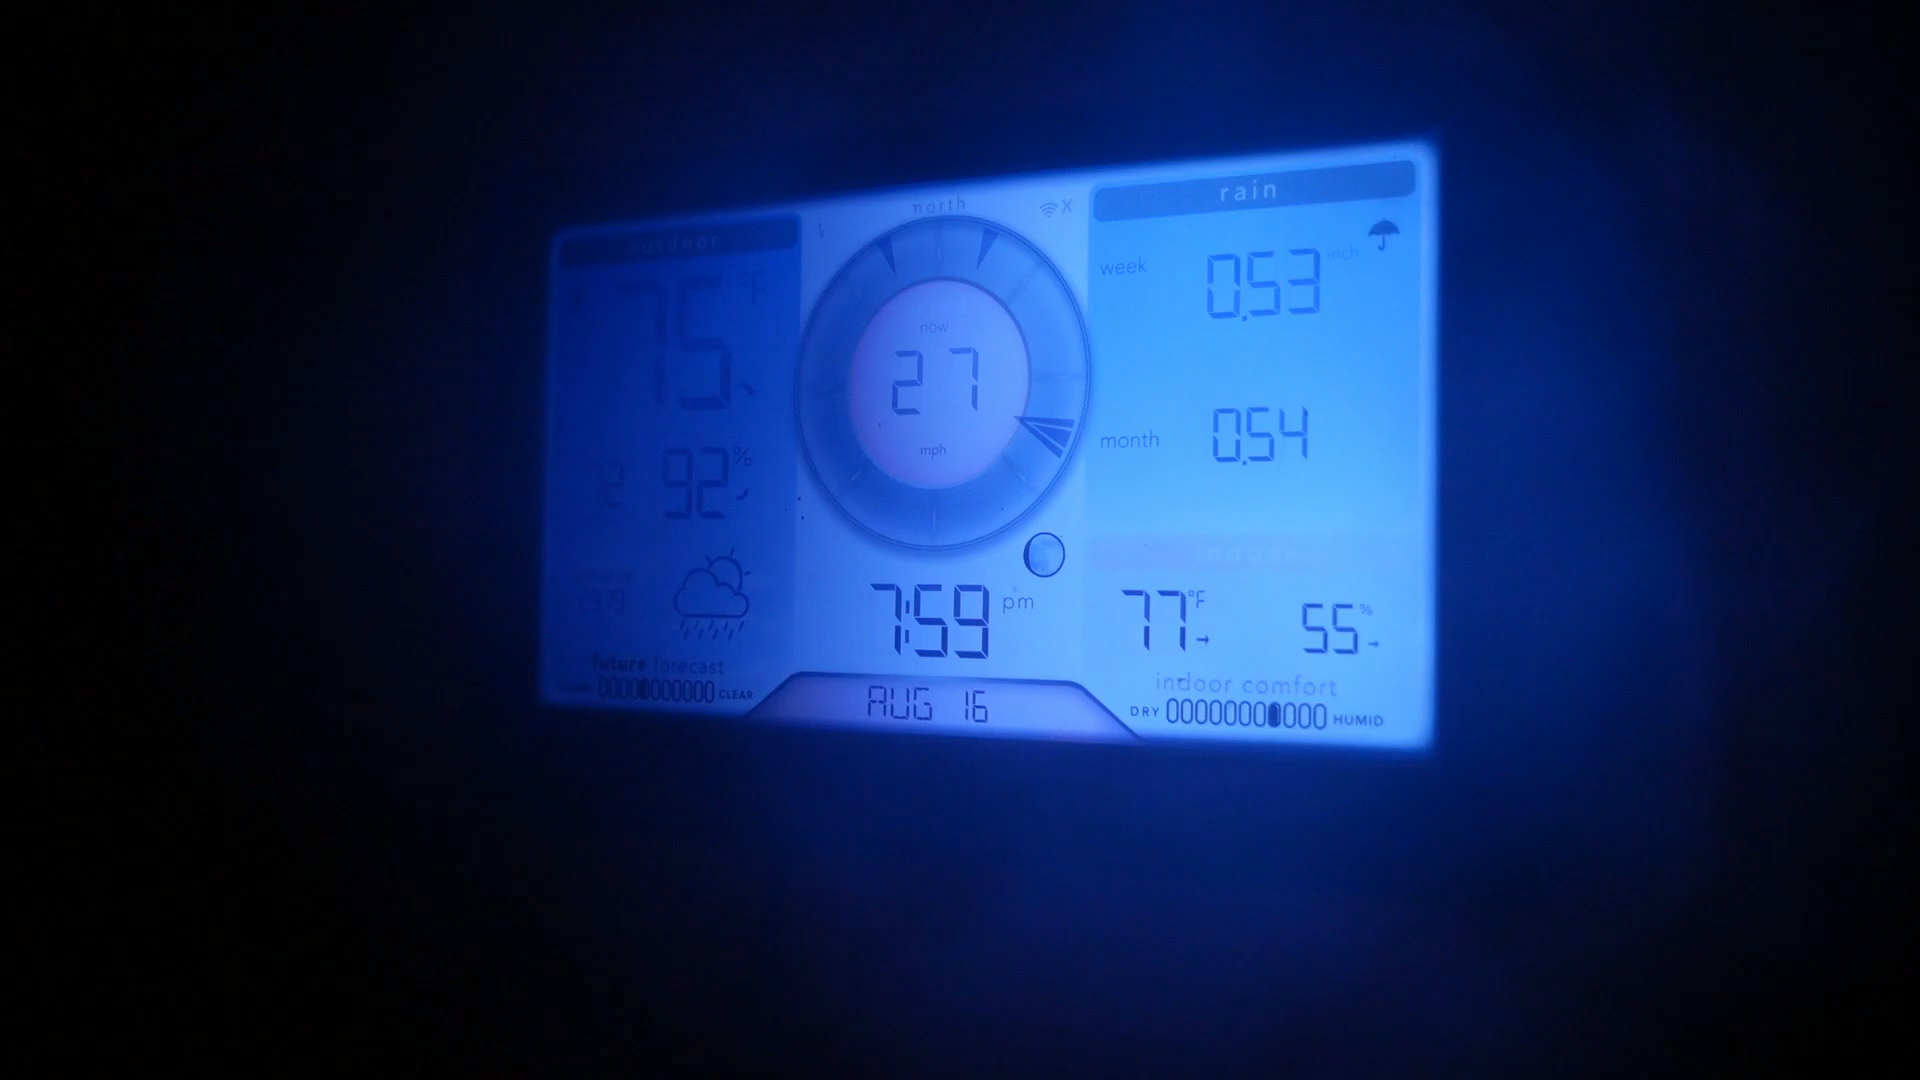 outdoor
75 °F
92 %
future forecast
CLEAR
north
X
now
27
mph
7:59 pm
AUG 16
rain
week 0.53 inch
month 0.54
indoor
77 °F → 55 % →
indoor comfort
DRY HUMID